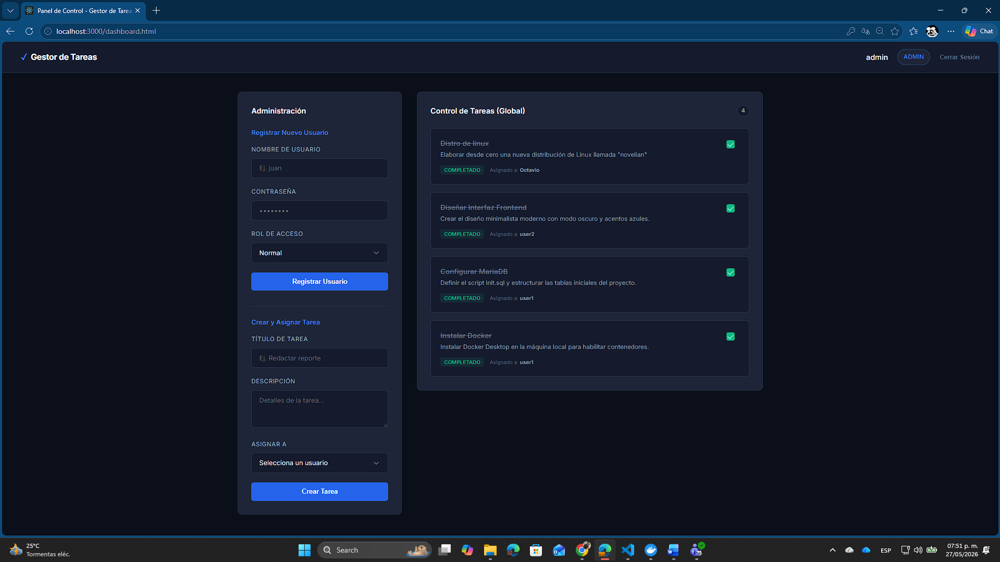 Panel de Control - Gestor de Tarea
localhost:3000/dashboard.html
Chat
✓ Gestor de Tareas
admin
ADMIN
Cerrar Sesión
Administración
Registrar Nuevo Usuario
NOMBRE DE USUARIO
Ej. juan
CONTRASEÑA
••••••••
ROL DE ACCESO
Normal
Registrar Usuario
Crear y Asignar Tarea
TÍTULO DE TAREA
Ej. Redactar reporte
DESCRIPCIÓN
Detalles de la tarea...
ASIGNAR A
Selecciona un usuario
Crear Tarea
Control de Tareas (Global)
4
Distro de linux
Elaborar desde cero una nueva distribución de Linux llamada "novelian"
COMPLETADO Asignado a: Octavio
Diseñar Interfaz Frontend
Crear el diseño minimalista moderno con modo oscuro y acentos azules.
COMPLETADO Asignado a: user2
Configurar MariaDB
Definir el script init.sql y estructurar las tablas iniciales del proyecto.
COMPLETADO Asignado a: user1
Instalar Docker
Instalar Docker Desktop en la máquina local para habilitar contenedores.
COMPLETADO Asignado a: user1
25°C
Tormentas eléc.
Search
ESP
07:51 p. m.
27/05/2026